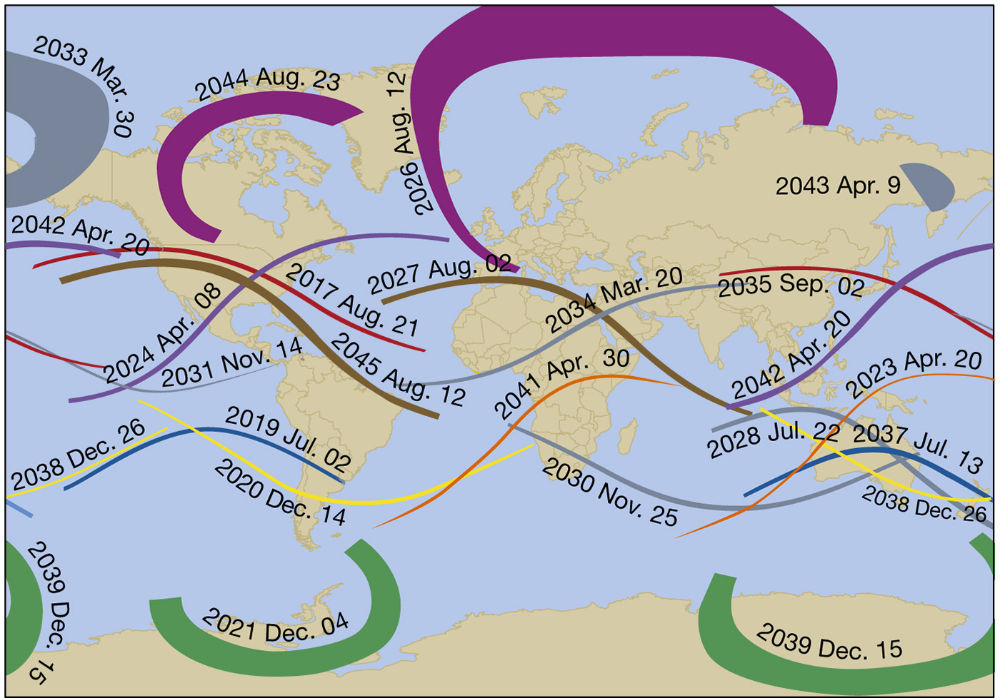 2033 Mar. 30
2044 Aug. 23
2026 Aug. 12
2043 Apr. 9
2042 Apr. 20
2027 Aug. 02
2017 Aug. 21
2034 Mar. 20
2035 Sep. 02
2024 Apr. 08
2031 Nov. 14
2045 Aug. 12
2041 Apr. 30
2042 Apr. 20
2023 Apr. 20
2038 Dec. 26
2019 Jul. 02
2020 Dec. 14
2030 Nov. 25
2028 Jul. 22
2037 Jul. 13
2038 Dec. 26
2039 Dec. 15
2021 Dec. 04
2039 Dec. 15